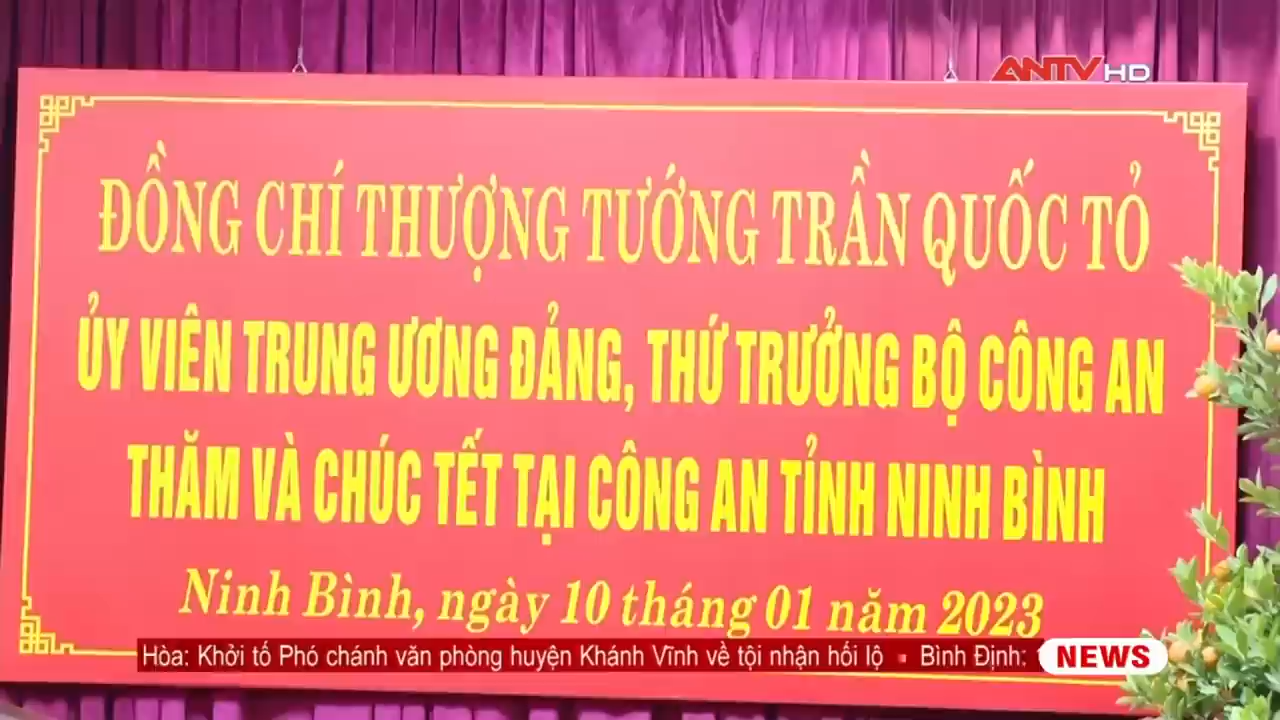 ANTV HD
ĐỒNG CHÍ THƯỢNG TƯỚNG TRẦN QUỐC TỎ
ỦY VIÊN TRUNG ƯƠNG ĐẢNG, THỨ TRƯỞNG BỘ CÔNG AN
THĂM VÀ CHÚC TẾT TẠI CÔNG AN TỈNH NINH BÌNH
Ninh Bình, ngày 10 tháng 01 năm 2023
Hòa: Khởi tố Phó chánh văn phòng huyện Khánh Vĩnh về tội nhận hối lộ ▪ Bình Định: NEWS